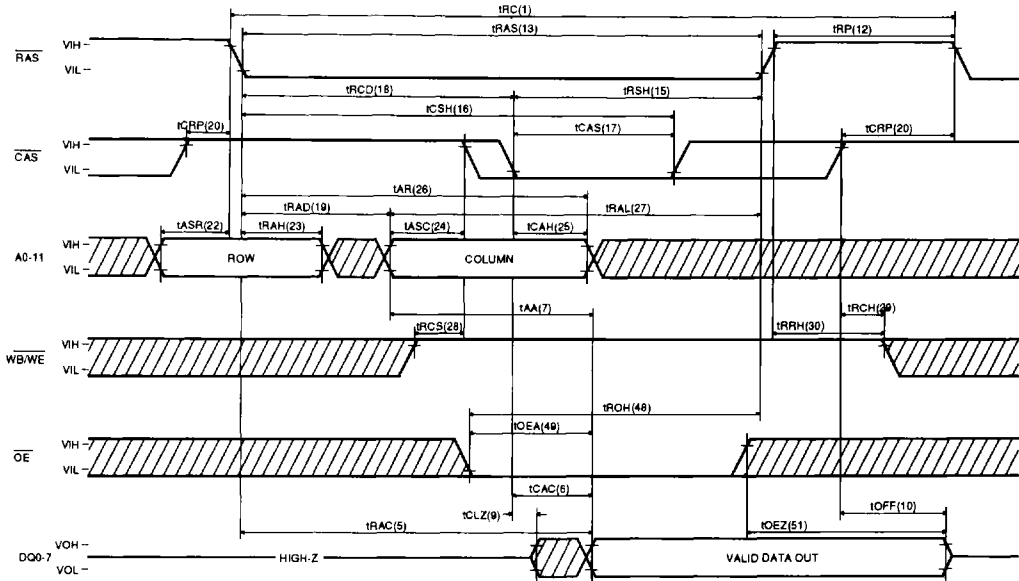 tRC(1)
tRAS(13)
tRP(12)
RAS
VIH
VIL
tRCD(18)
tRSH(15)
tCSH(16)
tCRP(20)
tCAS(17)
tCRP(20)
CAS
VIH
VIL
tAR(26)
tRAD(19)
tRAL(27)
tASR(22)
tRAH(23)
tASC(24)
tCAH(25)
A0-11
VIH
VIL
ROW
COLUMN
tAA(7)
tRCS(28)
tRCH(29)
tRRH(30)
WB/WE
VIH
VIL
tROH(48)
tOEA(49)
OE
VIH
VIL
tCAC(6)
tCLZ(9)
tOFF(10)
tRAC(5)
tOEZ(51)
DQ0-7
VOH
VOL
HIGH-Z
VALID DATA OUT